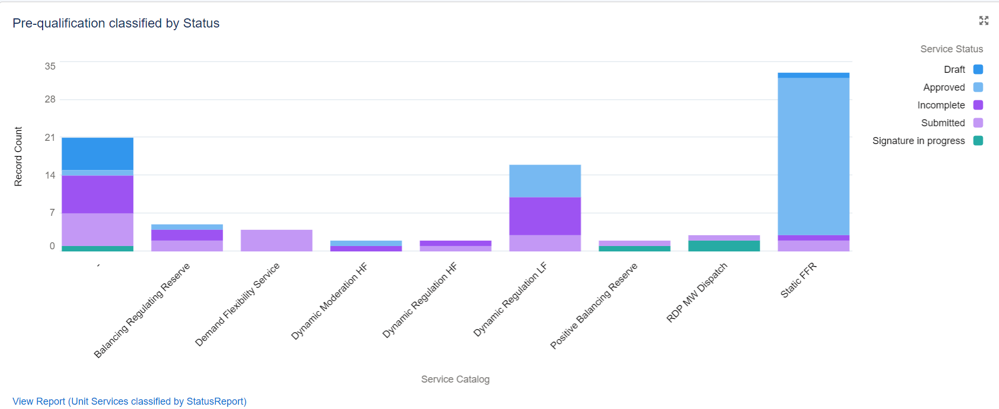 Pre-qualification classified by Status
Service Status
Draft
Approved
Incomplete
Submitted
Signature in progress
Record Count
35
28
21
14
7
0
-
Balancing Regulating Reserve
Demand Flexibility Service
Dynamic Moderation HF
Dynamic Regulation HF
Dynamic Regulation LF
Positive Balancing Reserve
RDP MW Dispatch
Static FFR
Service Catalog
View Report (Unit Services classified by StatusReport)